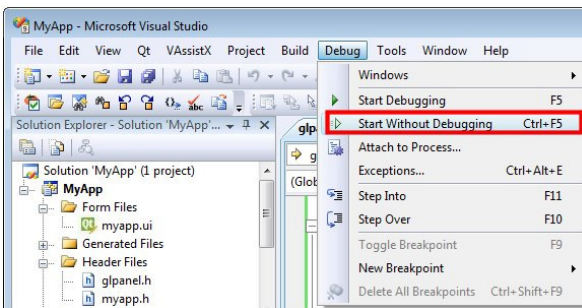 MyApp - Microsoft Visual Studio
File Edit View Qt VAssistX Project Build Debug Tools Window Help
Solution Explorer - Solution 'MyApp'...
Solution 'MyApp' (1 project)
MyApp
Form Files
myapp.ui
Generated Files
Header Files
glpanel.h
myapp.h
glp
g
(Glob
Windows
Start Debugging F5
Start Without Debugging Ctrl+F5
Attach to Process...
Exceptions... Ctrl+Alt+E
Step Into F11
Step Over F10
Toggle Breakpoint F9
New Breakpoint
Delete All Breakpoints Ctrl+Shift+F9